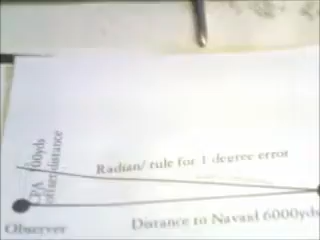 CPA 100yds
offset distance
Radian/ rule for 1 degree error
Observer
Distance to Navaid 6000yds